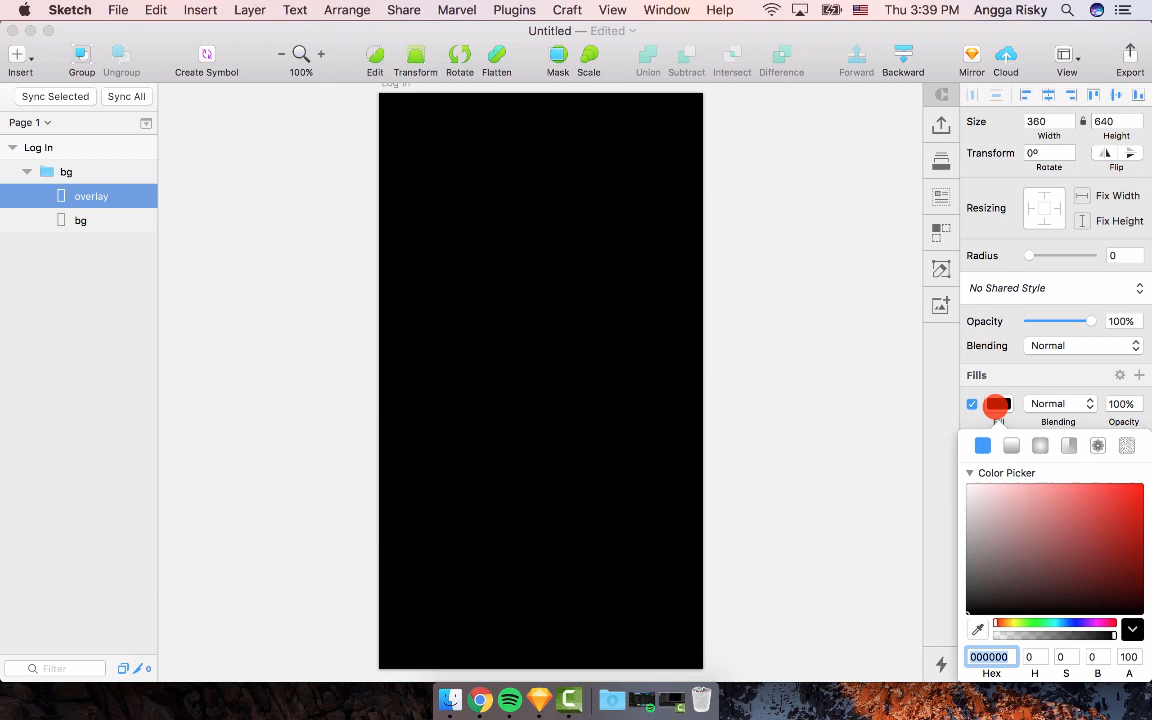 Sketch File Edit Insert Layer Text Arrange Share Marvel Plugins Craft View Window Help Thu 3:39 PM Angga Risky
Untitled — Edited
Insert Group Ungroup Create Symbol 100% Edit Transform Rotate Flatten Mask Scale Union Subtract Intersect Difference Forward Backward Mirror Cloud View Export
Sync Selected Sync All
Log In
Page 1
Log In
bg
overlay
bg
Filter
0
Size 360 640
Width Height
Transform 0º
Rotate Flip
Resizing
Fix Width
Fix Height
Radius 0
No Shared Style
Opacity 100%
Blending Normal
Fills
Normal 100%
Fill Blending Opacity
Color Picker
000000 0 0 0 100
Hex H S B A